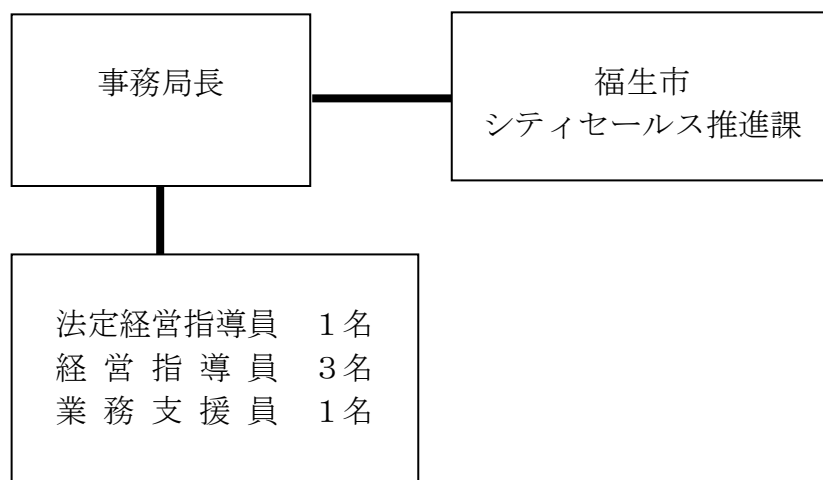 事務局長
福生市
シティセールス推進課
法定経営指導員　１名
経 営 指 導 員　３名
業 務 支 援 員　１名